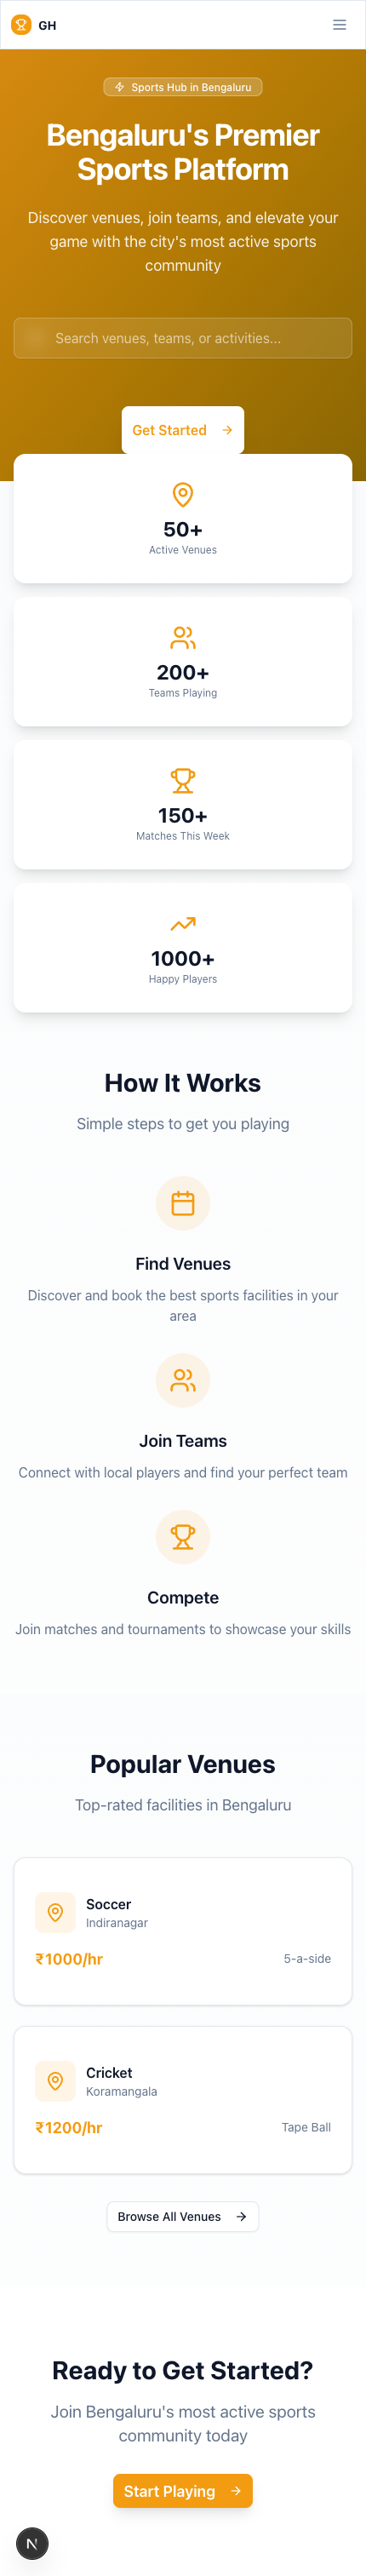 GH
Sports Hub in Bengaluru
Bengaluru's Premier
Sports Platform
Discover venues, join teams, and elevate your
game with the city's most active sports
community
Search venues, teams, or activities...
Get Started
50+
Active Venues
200+
Teams Playing
150+
Matches This Week
1000+
Happy Players
How It Works
Simple steps to get you playing
Find Venues
Discover and book the best sports facilities in your
area
Join Teams
Connect with local players and find your perfect team
Compete
Join matches and tournaments to showcase your skills
Popular Venues
Top-rated facilities in Bengaluru
Soccer
Indiranagar
₹1000/hr 5-a-side
Cricket
Koramangala
₹1200/hr Tape Ball
Browse All Venues
Ready to Get Started?
Join Bengaluru's most active sports
community today
Start Playing
N